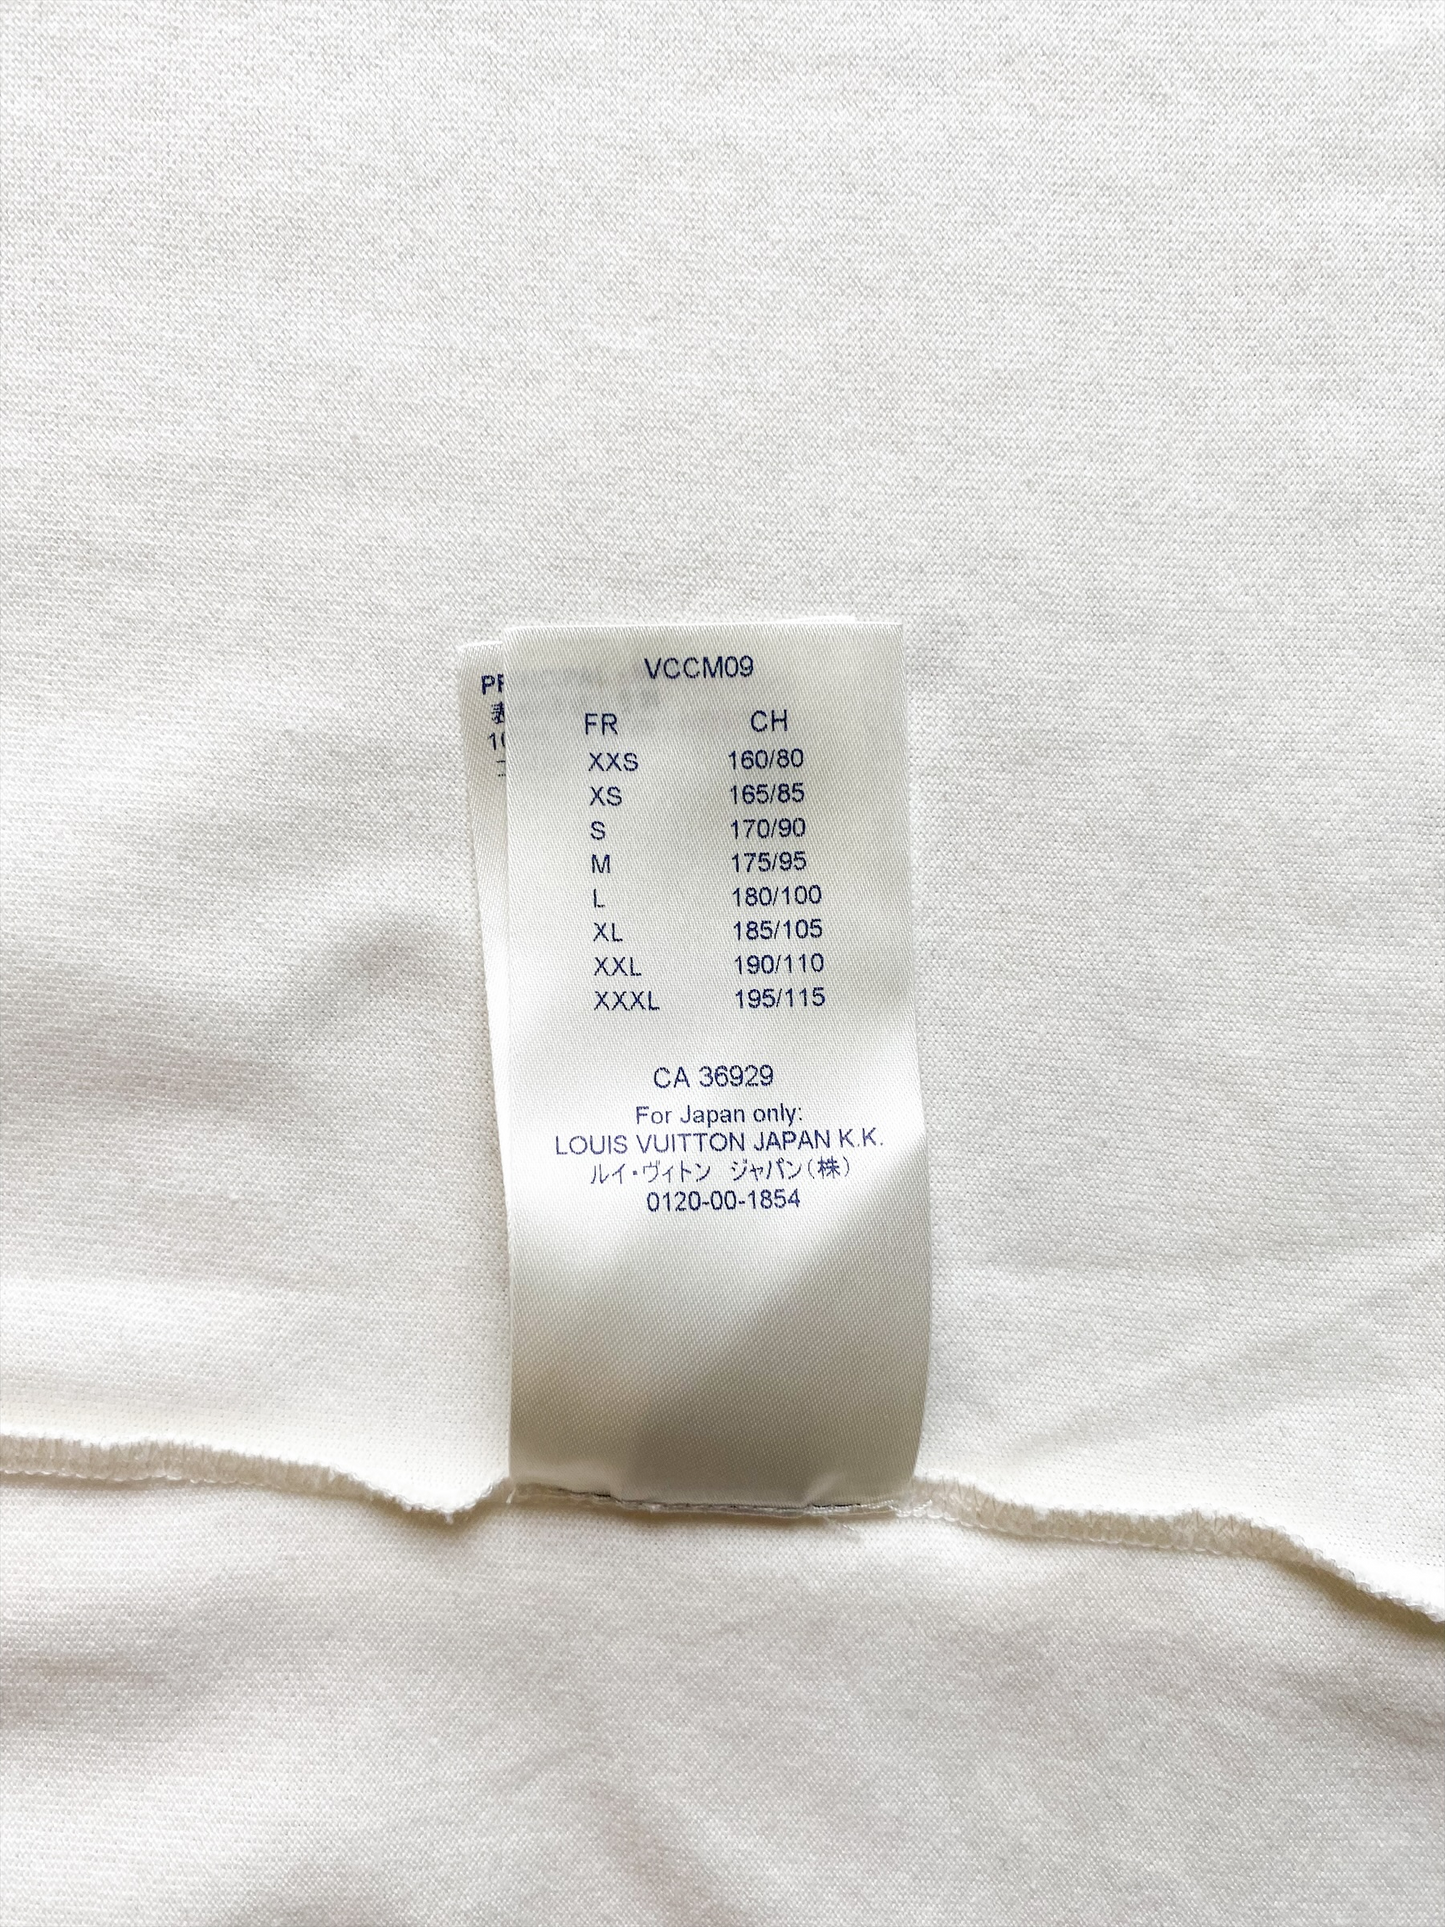 VCCM09
FR CH
XXS 160/80
XS 165/85
S 170/90
M 175/95
L 180/100
XL 185/105
XXL 190/110
XXXL 195/115
CA 36929
For Japan only:
LOUIS VUITTON JAPAN K.K.
ルイ・ヴィトン ジャパン(株)
0120-00-1854